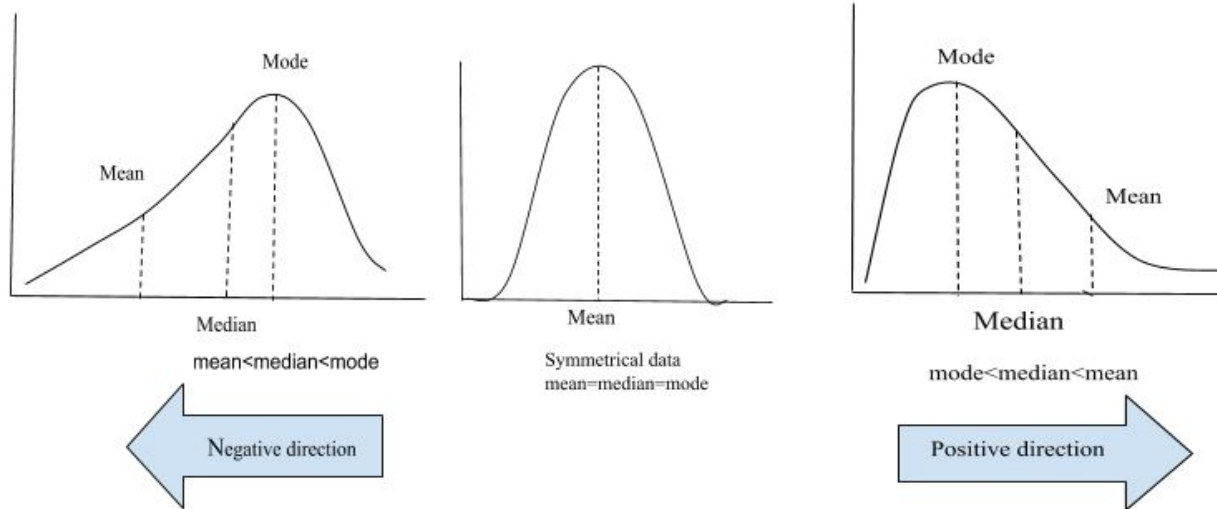 Mode
Mean
Median
mean<median<mode
Negative direction
Mean
Symmetrical data
mean=median=mode
Mode
Mean
Median
mode<median<mean
Positive direction